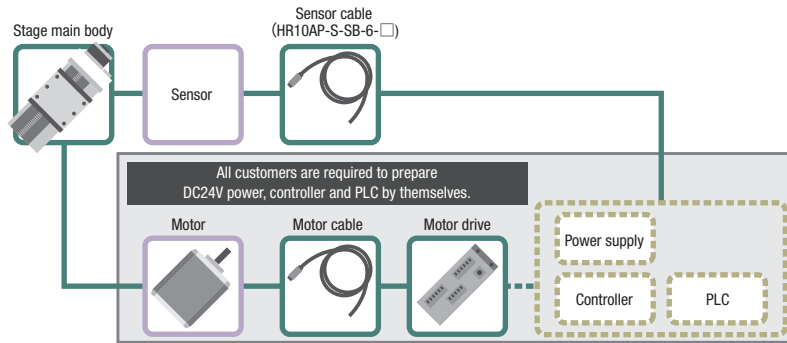 Sensor cable
(HR10AP-S-SB-6-□)
Stage main body
Sensor
All customers are required to prepare
DC24V power, controller and PLC by themselves.
Motor
Motor cable
Motor drive
Power supply
Controller
PLC